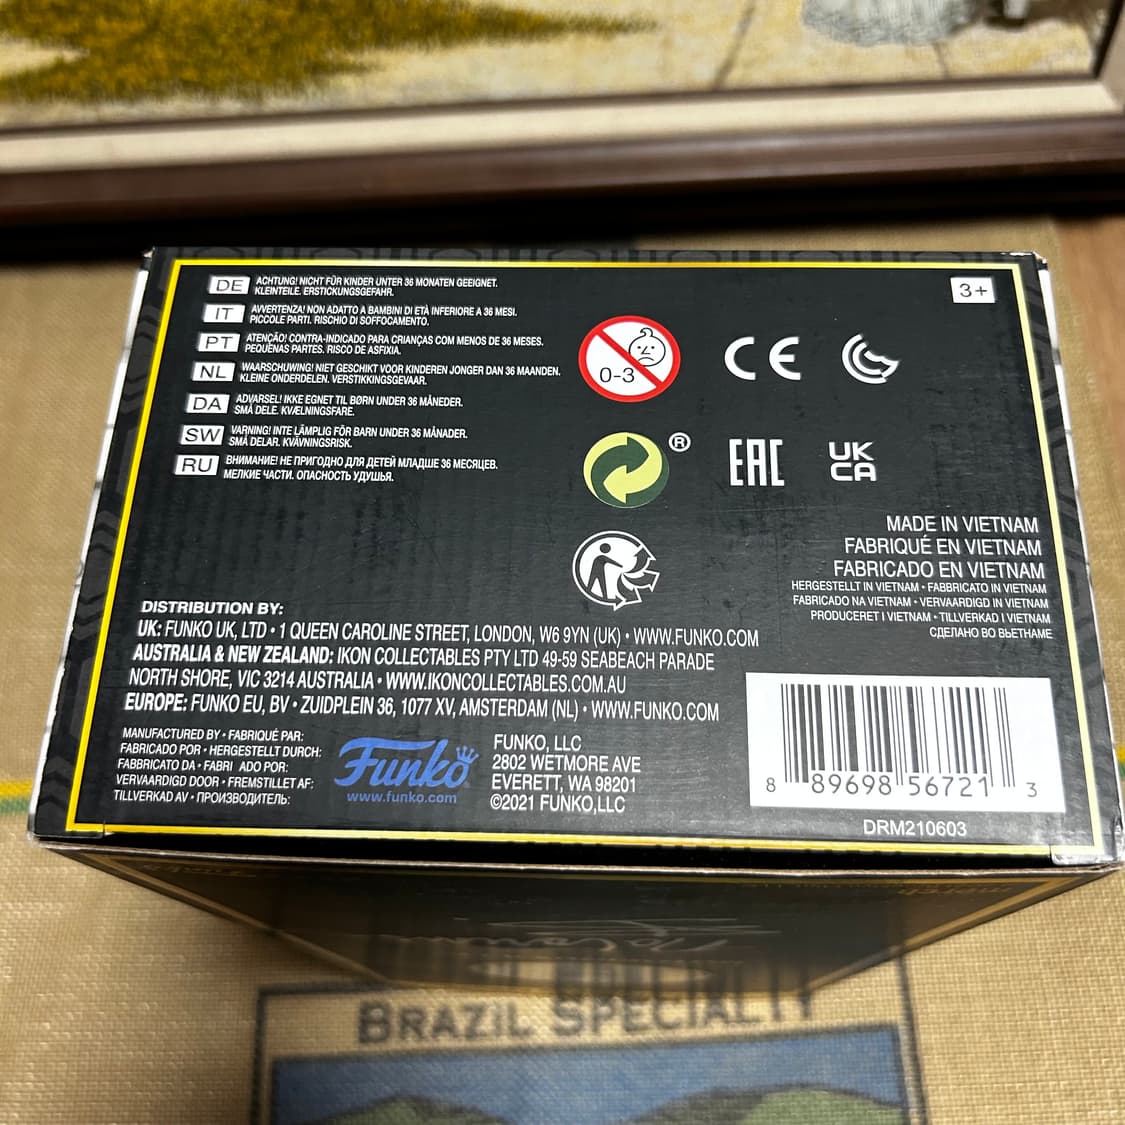 DE ACHTUNG! NICHT FÜR KINDER UNTER 36 MONATEN GEEIGNET.
KLEINTEILE. ERSTICKUNGSGEFAHR.
IT AVVERTENZA! NON ADATTO A BAMBINI DI ETÀ INFERIORE A 36 MESI.
PICCOLE PARTI. RISCHIO DI SOFFOCAMENTO.
PT ATENÇÃO! CONTRA-INDICADO PARA CRIANÇAS COM MENOS DE 36 MESES.
PEQUENAS PARTES. RISCO DE ASFIXIA.
NL WAARSCHUWING! NIET GESCHIKT VOOR KINDEREN JONGER DAN 36 MAANDEN.
KLEINE ONDERDELEN. VERSTIKKINGSGEVAAR.
DA ADVARSEL! IKKE EGNET TIL BØRN UNDER 36 MÅNEDER.
SMÅ DELE. KVÆLNINGSFARE.
SW VARNING! INTE LÄMPLIG FÖR BARN UNDER 36 MÅNADER.
SMÅ DELAR. KVÄVNINGSRISK.
RU ВНИМАНИЕ! НЕ ПРИГОДНО ДЛЯ ДЕТЕЙ МЛАДШЕ 36 МЕСЯЦЕВ.
МЕЛКИЕ ЧАСТИ. ОПАСНОСТЬ УДУШЬЯ.
3+
0-3
CE
®
EAC
UK
CA
MADE IN VIETNAM
FABRIQUÉ EN VIETNAM
FABRICADO EN VIETNAM
HERGESTELLT IN VIETNAM • FABBRICATO IN VIETNAM
FABRICADO NA VIETNAM • VERVAARDIGD IN VIETNAM
PRODUCERET I VIETNAM • TILLVERKAD I VIETNAM
СДЕЛАНО ВО ВЬЕТНАМЕ
DISTRIBUTION BY:
UK: FUNKO UK, LTD • 1 QUEEN CAROLINE STREET, LONDON, W6 9YN (UK) • WWW.FUNKO.COM
AUSTRALIA & NEW ZEALAND: IKON COLLECTABLES PTY LTD 49-59 SEABEACH PARADE
NORTH SHORE, VIC 3214 AUSTRALIA • WWW.IKONCOLLECTABLES.COM.AU
EUROPE: FUNKO EU, BV • ZUIDPLEIN 36, 1077 XV, AMSTERDAM (NL) • WWW.FUNKO.COM
MANUFACTURED BY • FABRIQUÉ PAR:
FABRICADO POR • HERGESTELLT DURCH:
FABBRICATO DA • FABRI ADO POR:
VERVAARDIGD DOOR • FREMSTILLET AF:
TILLVERKAD AV • ПРОИЗВОДИТЕЛЬ:
Funko
www.funko.com
FUNKO, LLC
2802 WETMORE AVE
EVERETT, WA 98201
©2021 FUNKO,LLC
8 89698 56721 3
DRM210603
BRAZIL SPECIALTY